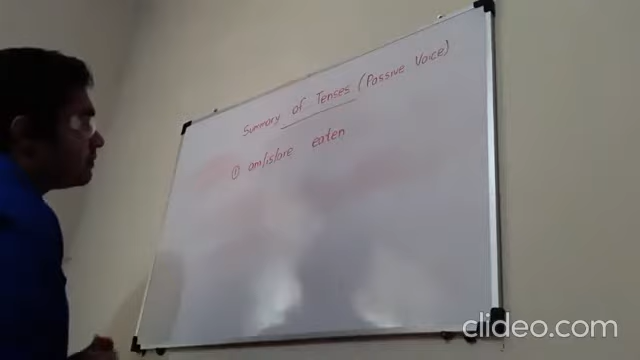 Summary of Tenses (Passive Voice)
① am/is/are eaten
clideo.com